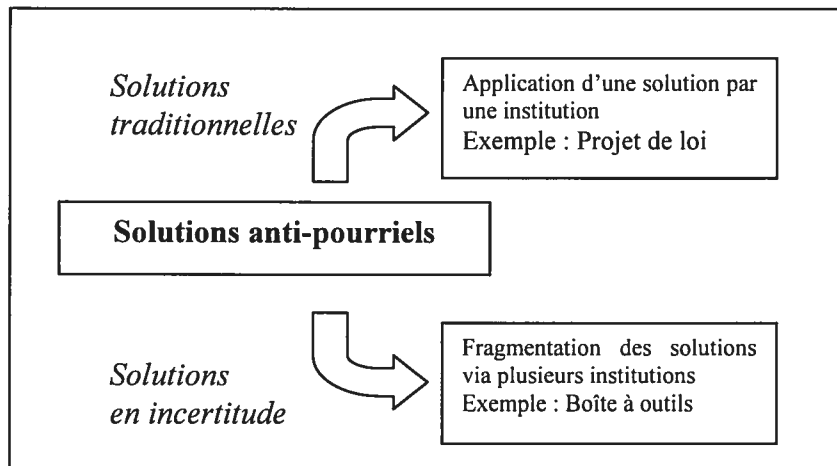 Solutions
traditionnelles
Application d'une solution par
une institution
Exemple : Projet de loi
Solutions anti-pourriels
Solutions
en incertitude
Fragmentation des solutions
via plusieurs institutions
Exemple : Boîte à outils